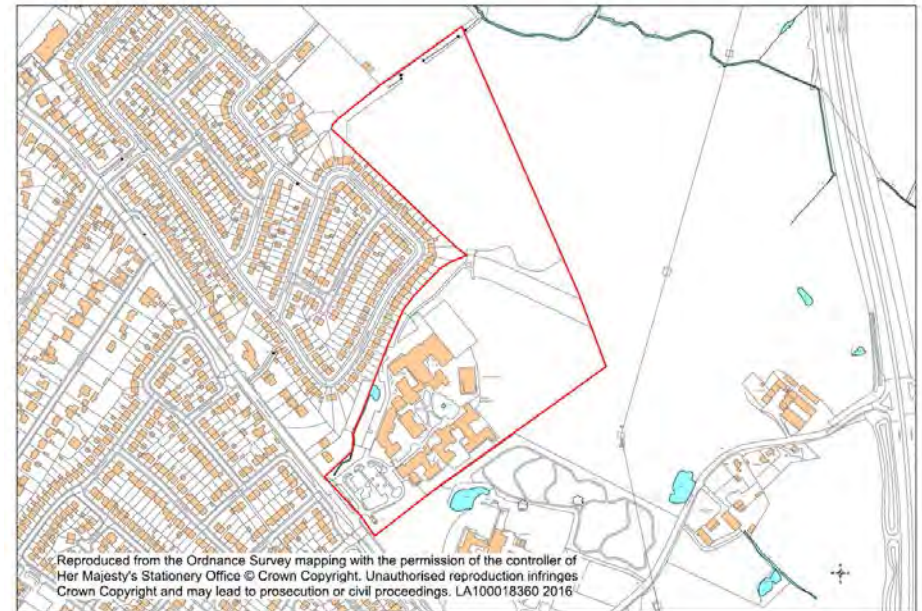 Reproduced from the Ordnance Survey mapping with the permission of the controller of
Her Majesty's Stationery Office © Crown Copyright. Unauthorised reproduction infringes
Crown Copyright and may lead to prosecution or civil proceedings. LA100018360 2016